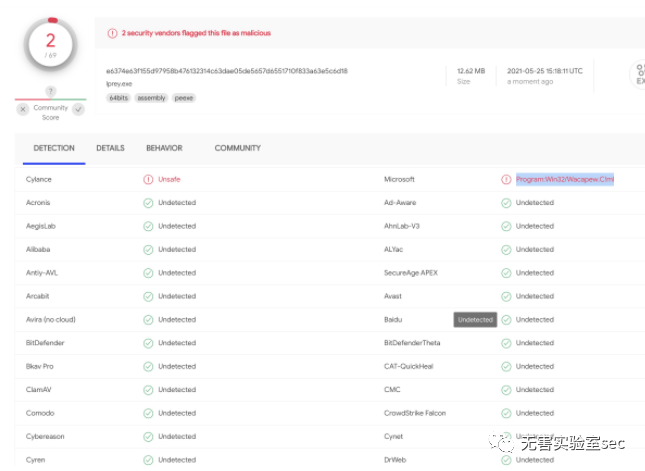 2
/ 69
2 security vendors flagged this file as malicious
e6374e63f155d97958b476132314c63dae05de5657d6551710f833a63e5c6d18
iprey.exe
64bits assembly peexe
12.62 MB
Size
2021-05-25 15:18:11 UTC
a moment ago
EX
?
Community
Score
DETECTION DETAILS BEHAVIOR COMMUNITY
Cylance Unsafe Microsoft Program:Win32/Wacapew.C!ml
Acronis Undetected Ad-Aware Undetected
AegisLab Undetected AhnLab-V3 Undetected
Alibaba Undetected ALYac Undetected
Antiy-AVL Undetected SecureAge APEX Undetected
Arcabit Undetected Avast Undetected
Avira (no cloud) Undetected Baidu Undetected Undetected
BitDefender Undetected BitDefenderTheta Undetected
Bkav Pro Undetected CAT-QuickHeal Undetected
ClamAV Undetected CMC Undetected
Comodo Undetected CrowdStrike Falcon Undetected
Cybereason Undetected Cynet Undetected
Cyren Undetected DrWeb Undetected
无害实验室sec